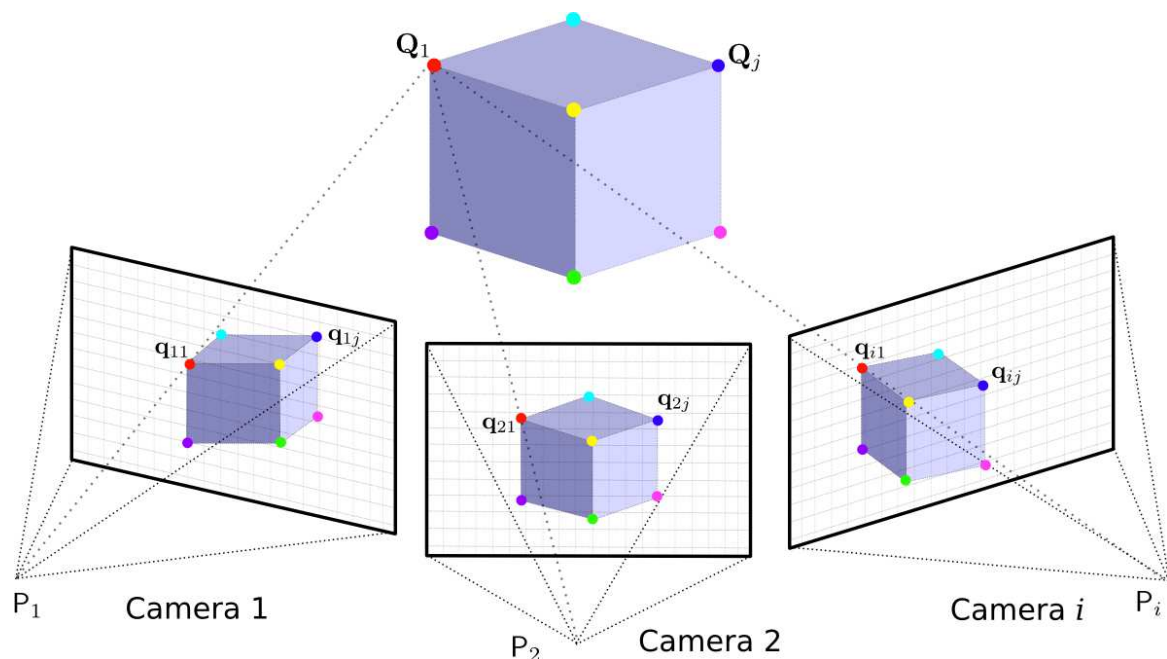 Q₁
Qⱼ
q₁₁
q₁ⱼ
q₂₁
q₂ⱼ
qᵢ₁
qᵢⱼ
P₁
Camera 1
P₂
Camera 2
Camera i
Pᵢ